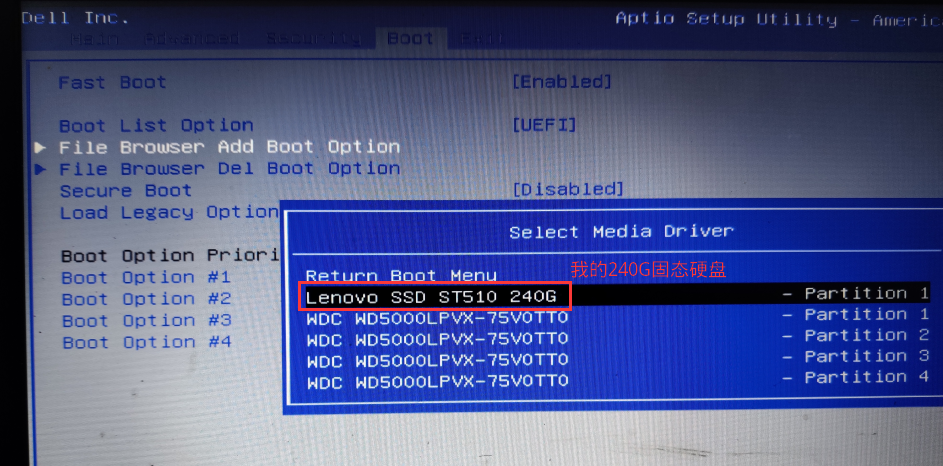 Dell Inc.
Aptio Setup Utility - Americ
Main Advanced Security Boot Exit
Fast Boot [Enabled]
Boot List Option [UEFI]
File Browser Add Boot Option
File Browser Del Boot Option
Secure Boot [Disabled]
Load Legacy Option
Select Media Driver
Boot Option Priori
Return Boot Menu 我的240G固态硬盘
Boot Option #1
Lenovo SSD ST510 240G - Partition 1
Boot Option #2
WDC WD5000LPVX-75V0TT0 - Partition 1
Boot Option #3
WDC WD5000LPVX-75V0TT0 - Partition 2
Boot Option #4
WDC WD5000LPVX-75V0TT0 - Partition 3
WDC WD5000LPVX-75V0TT0 - Partition 4